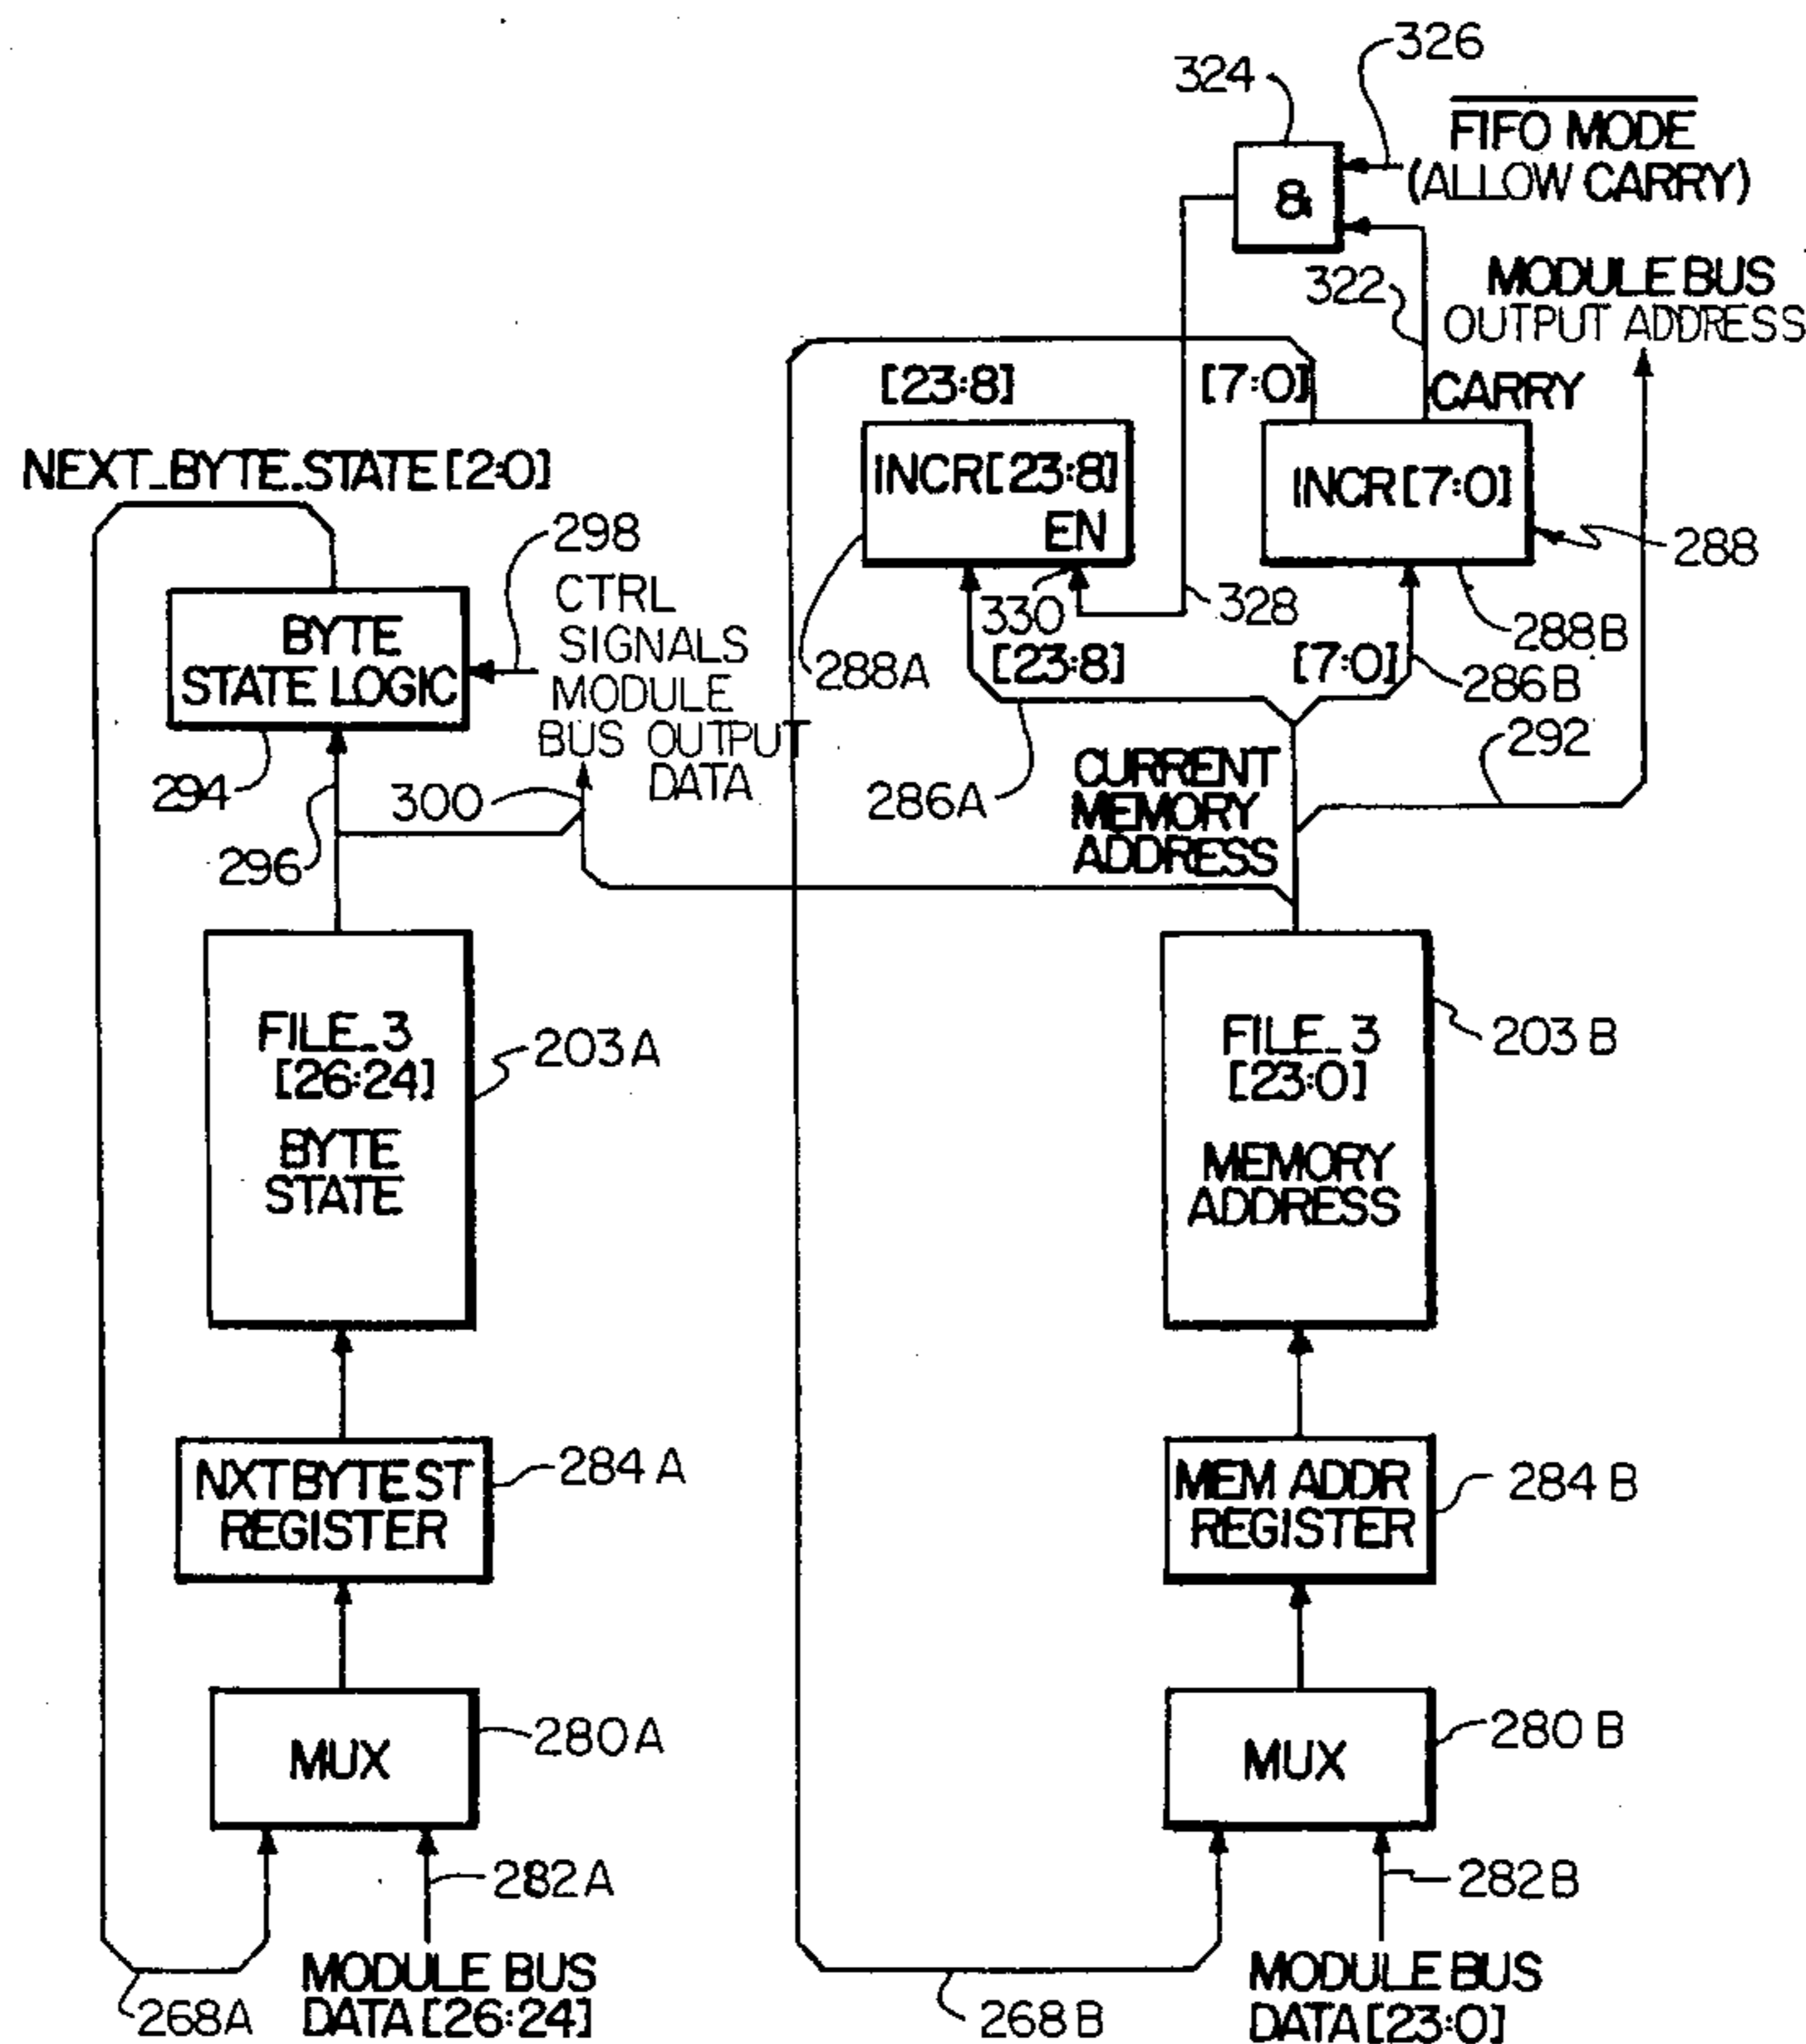 326
324
FIFO MODE
(ALLOW CARRY)
&
322
MODULE BUS
OUTPUT ADDRESS
[23:8]
[7:0]
CARRY
NEXT_BYTE_STATE [2:0]
INCR[23:8]
EN
INCR[7:0]
288
298
CTRL
SIGNALS
MODULE
BUS OUTPUT
DATA
BYTE
STATE LOGIC
330
328
288B
288A
[23:8]
[7:0]
286B
292
294
300
286A
CURRENT
MEMORY
ADDRESS
296
FILE_3
[26:24]
BYTE
STATE
203A
FILE_3
[23:0]
MEMORY
ADDRESS
203B
NXT BYTE ST
REGISTER
284A
MEM ADDR
REGISTER
284B
MUX
280A
MUX
280B
282A
282B
268A
MODULE BUS
DATA [26:24]
268B
MODULE BUS
DATA [23:0]